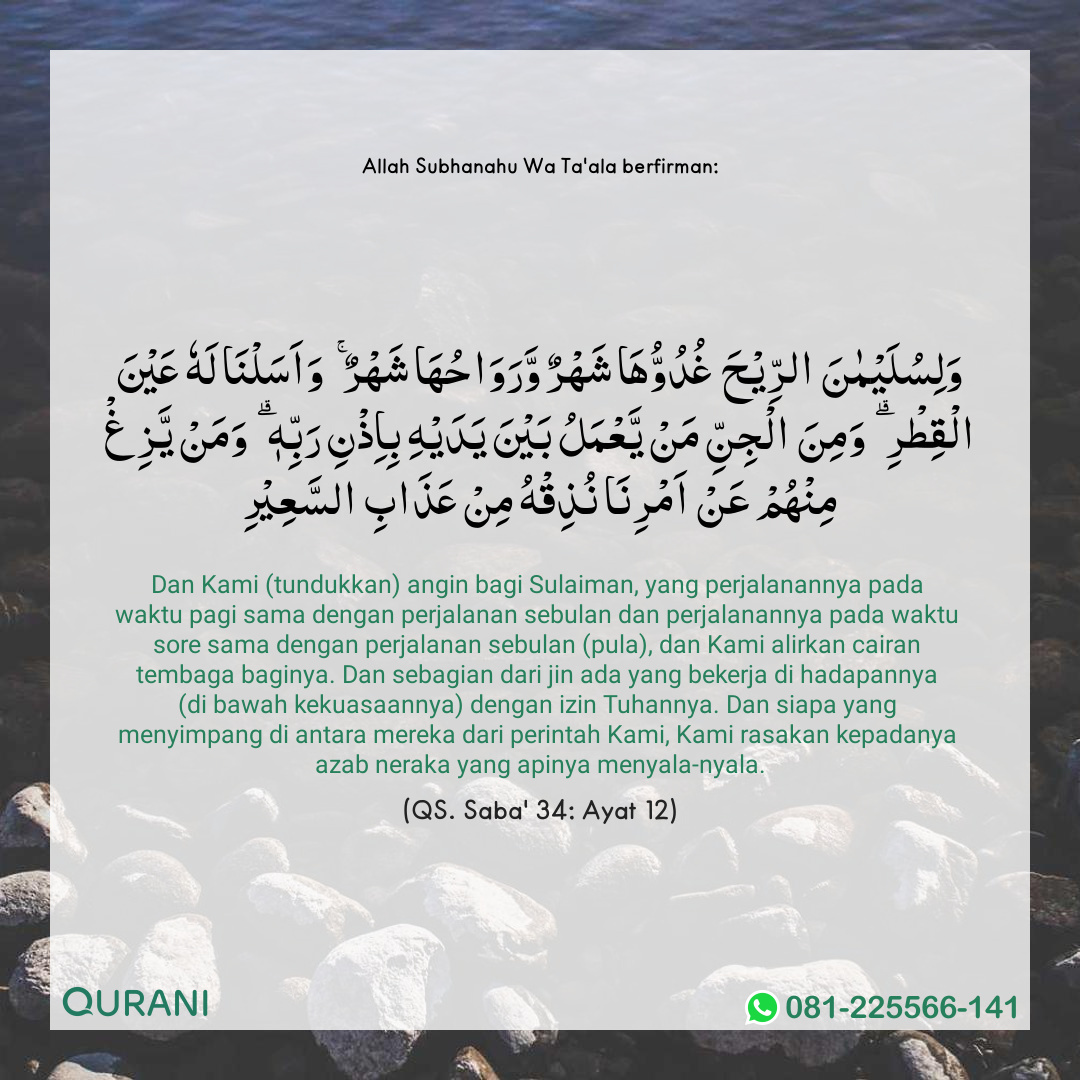 Allah Subhanahu Wa Ta'ala berfirman:
وَلِسُلَيْمٰنَ الرِّيْحَ غُدُوُّهَا شَهْرٌ وَّرَوَاحُهَا شَهْرٌ ۚ وَاَسَلْنَا لَهٗ عَيْنَ
الْقِطْرِ ۗ وَمِنَ الْجِنِّ مَنْ يَّعْمَلُ بَيْنَ يَدَيْهِ بِاِذْنِ رَبِّهٖ ۗ وَمَنْ يَّزِغْ
مِنْهُمْ عَنْ اَمْرِنَا نُذِقْهُ مِنْ عَذَابِ السَّعِيْرِ
Dan Kami (tundukkan) angin bagi Sulaiman, yang perjalanannya pada
waktu pagi sama dengan perjalanan sebulan dan perjalanannya pada waktu
sore sama dengan perjalanan sebulan (pula), dan Kami alirkan cairan
tembaga baginya. Dan sebagian dari jin ada yang bekerja di hadapannya
(di bawah kekuasaannya) dengan izin Tuhannya. Dan siapa yang
menyimpang di antara mereka dari perintah Kami, Kami rasakan kepadanya
azab neraka yang apinya menyala-nyala.
(QS. Saba' 34: Ayat 12)
QURANI
081-225566-141